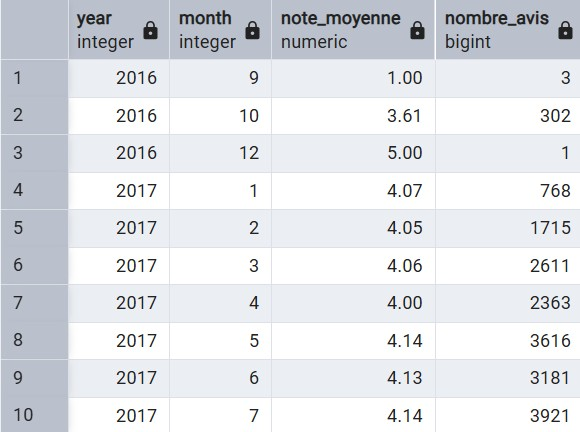 year month note_moyenne nombre_avis
integer integer numeric bigint
1 2016 9 1.00 3
2 2016 10 3.61 302
3 2016 12 5.00 1
4 2017 1 4.07 768
5 2017 2 4.05 1715
6 2017 3 4.06 2611
7 2017 4 4.00 2363
8 2017 5 4.14 3616
9 2017 6 4.13 3181
10 2017 7 4.14 3921